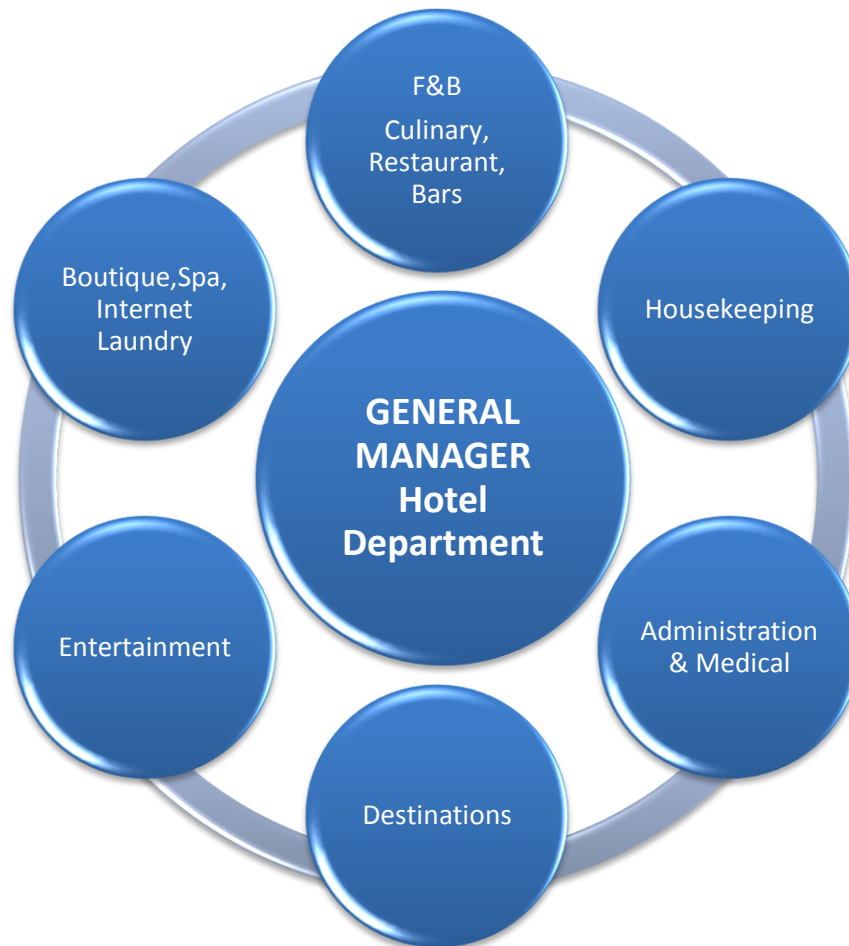 F&B
Culinary,
Restaurant,
Bars
Boutique,Spa,
Internet
Laundry
Housekeeping
GENERAL
MANAGER
Hotel
Department
Entertainment
Administration
& Medical
Destinations